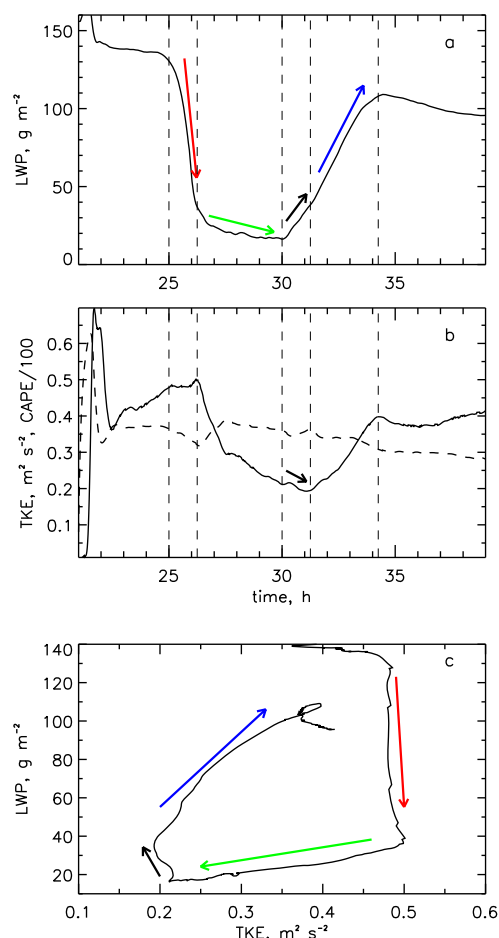 a
150
100
50
0
LWP, g m⁻²
25 30 35
b
0.6
0.5
0.4
0.3
0.2
0.1
TKE, m² s⁻², CAPE/100
25 30 35
time, h
c
140
120
100
80
60
40
20
LWP, g m⁻²
0.1 0.2 0.3 0.4 0.5 0.6
TKE, m² s⁻²